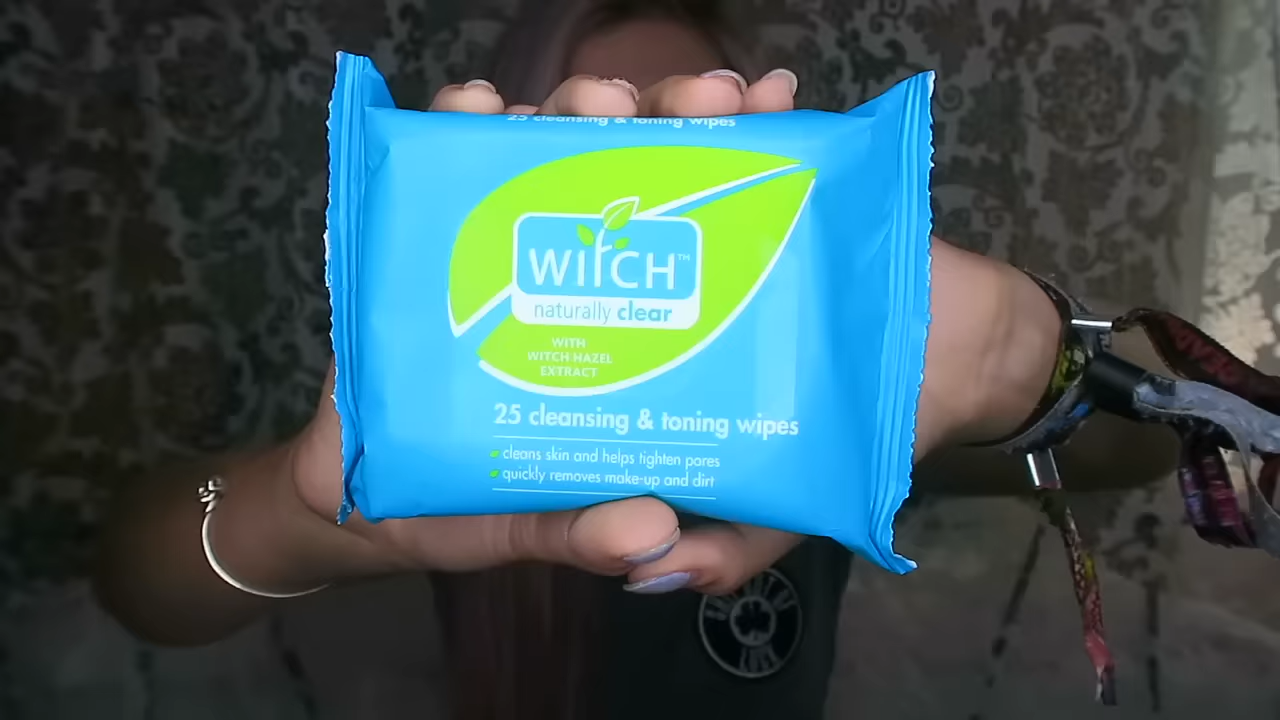 25 cleansing & toning wipes
WITCH™
naturally clear
WITH
WITCH HAZEL
EXTRACT
25 cleansing & toning wipes
cleans skin and helps tighten pores
quickly removes make-up and dirt